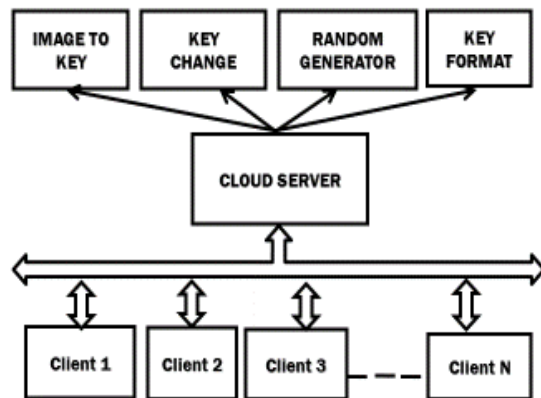 IMAGE TO
KEY
KEY
CHANGE
RANDOM
GENERATOR
KEY
FORMAT
CLOUD SERVER
Client 1
Client 2
Client 3
Client N